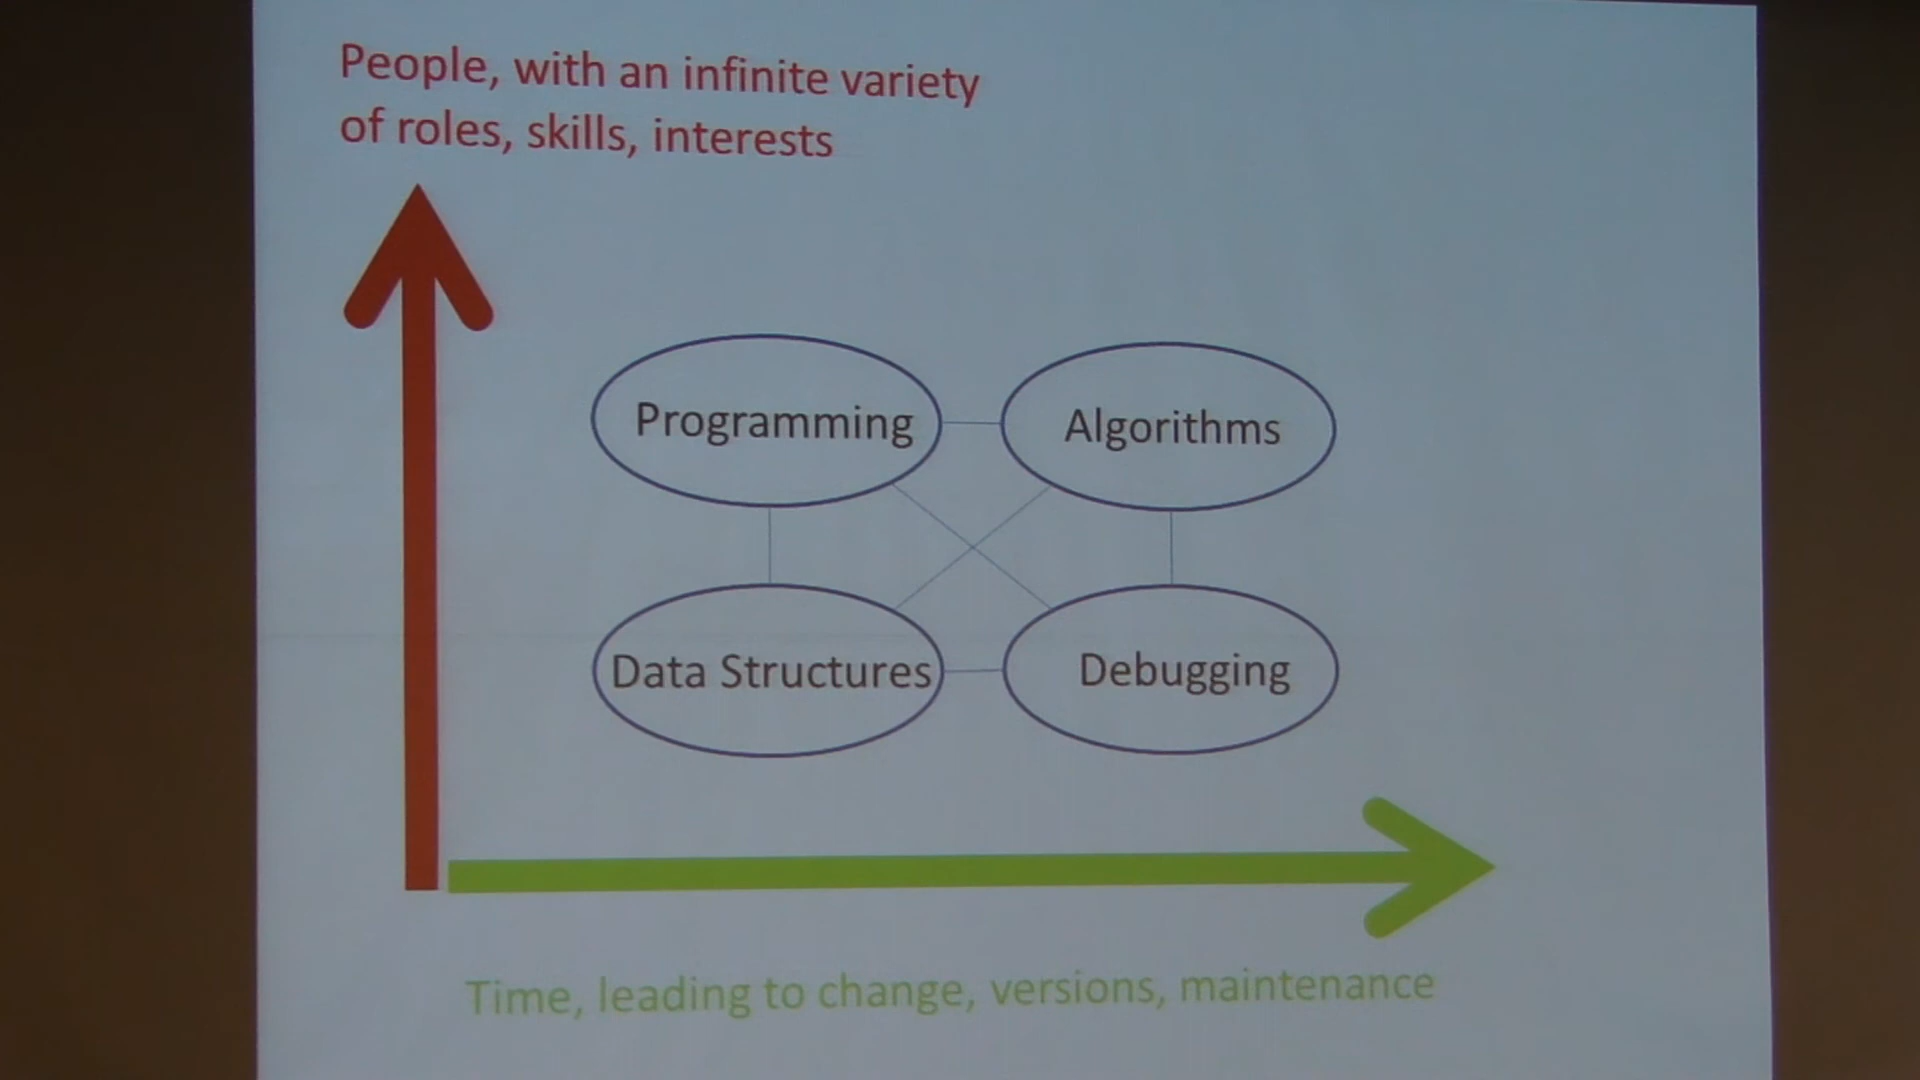 People, with an infinite variety
of roles, skills, interests
Programming
Algorithms
Data Structures
Debugging
Time, leading to change, versions, maintenance